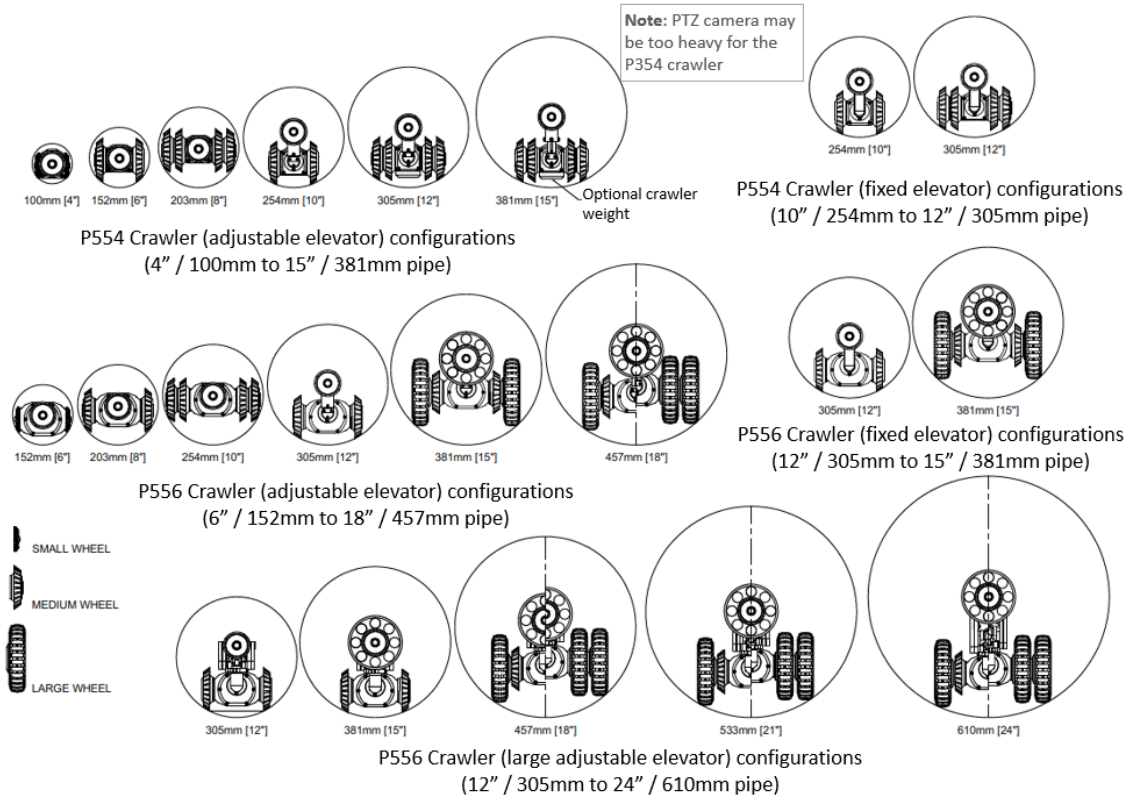 Note: PTZ camera may
be too heavy for the
P354 crawler
100mm [4"]
152mm [6"]
203mm [8"]
254mm [10"]
305mm [12"]
381mm [15"]
Optional crawler
weight
P554 Crawler (adjustable elevator) configurations
(4” / 100mm to 15” / 381mm pipe)
254mm [10"]
305mm [12"]
P554 Crawler (fixed elevator) configurations
(10” / 254mm to 12” / 305mm pipe)
152mm [6"]
203mm [8"]
254mm [10"]
305mm [12"]
381mm [15"]
457mm [18"]
P556 Crawler (adjustable elevator) configurations
(6” / 152mm to 18” / 457mm pipe)
305mm [12"]
381mm [15"]
P556 Crawler (fixed elevator) configurations
(12” / 305mm to 15” / 381mm pipe)
SMALL WHEEL
MEDIUM WHEEL
LARGE WHEEL
305mm [12"]
381mm [15"]
457mm [18"]
533mm [21"]
610mm [24"]
P556 Crawler (large adjustable elevator) configurations
(12” / 305mm to 24” / 610mm pipe)